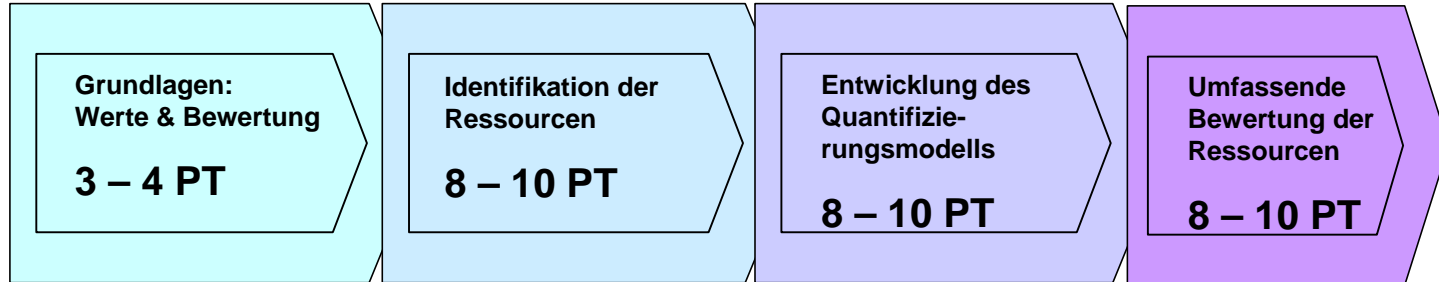 Grundlagen:
Werte & Bewertung
3 – 4 PT
Identifikation der
Ressourcen
8 – 10 PT
Entwicklung des
Quantifizie-
rungsmodells
8 – 10 PT
Umfassende
Bewertung der
Ressourcen
8 – 10 PT